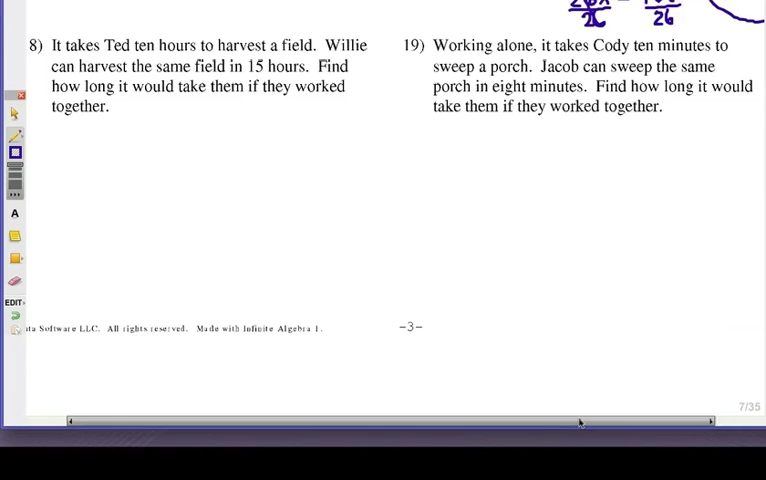 26
26
8) It takes Ted ten hours to harvest a field. Willie
can harvest the same field in 15 hours. Find
how long it would take them if they worked
together.
19) Working alone, it takes Cody ten minutes to
sweep a porch. Jacob can sweep the same
porch in eight minutes. Find how long it would
take them if they worked together.
A
EDIT
ta Software LLC. All rights reserved. Made with Infinite Algebra 1.
-3-
7/35